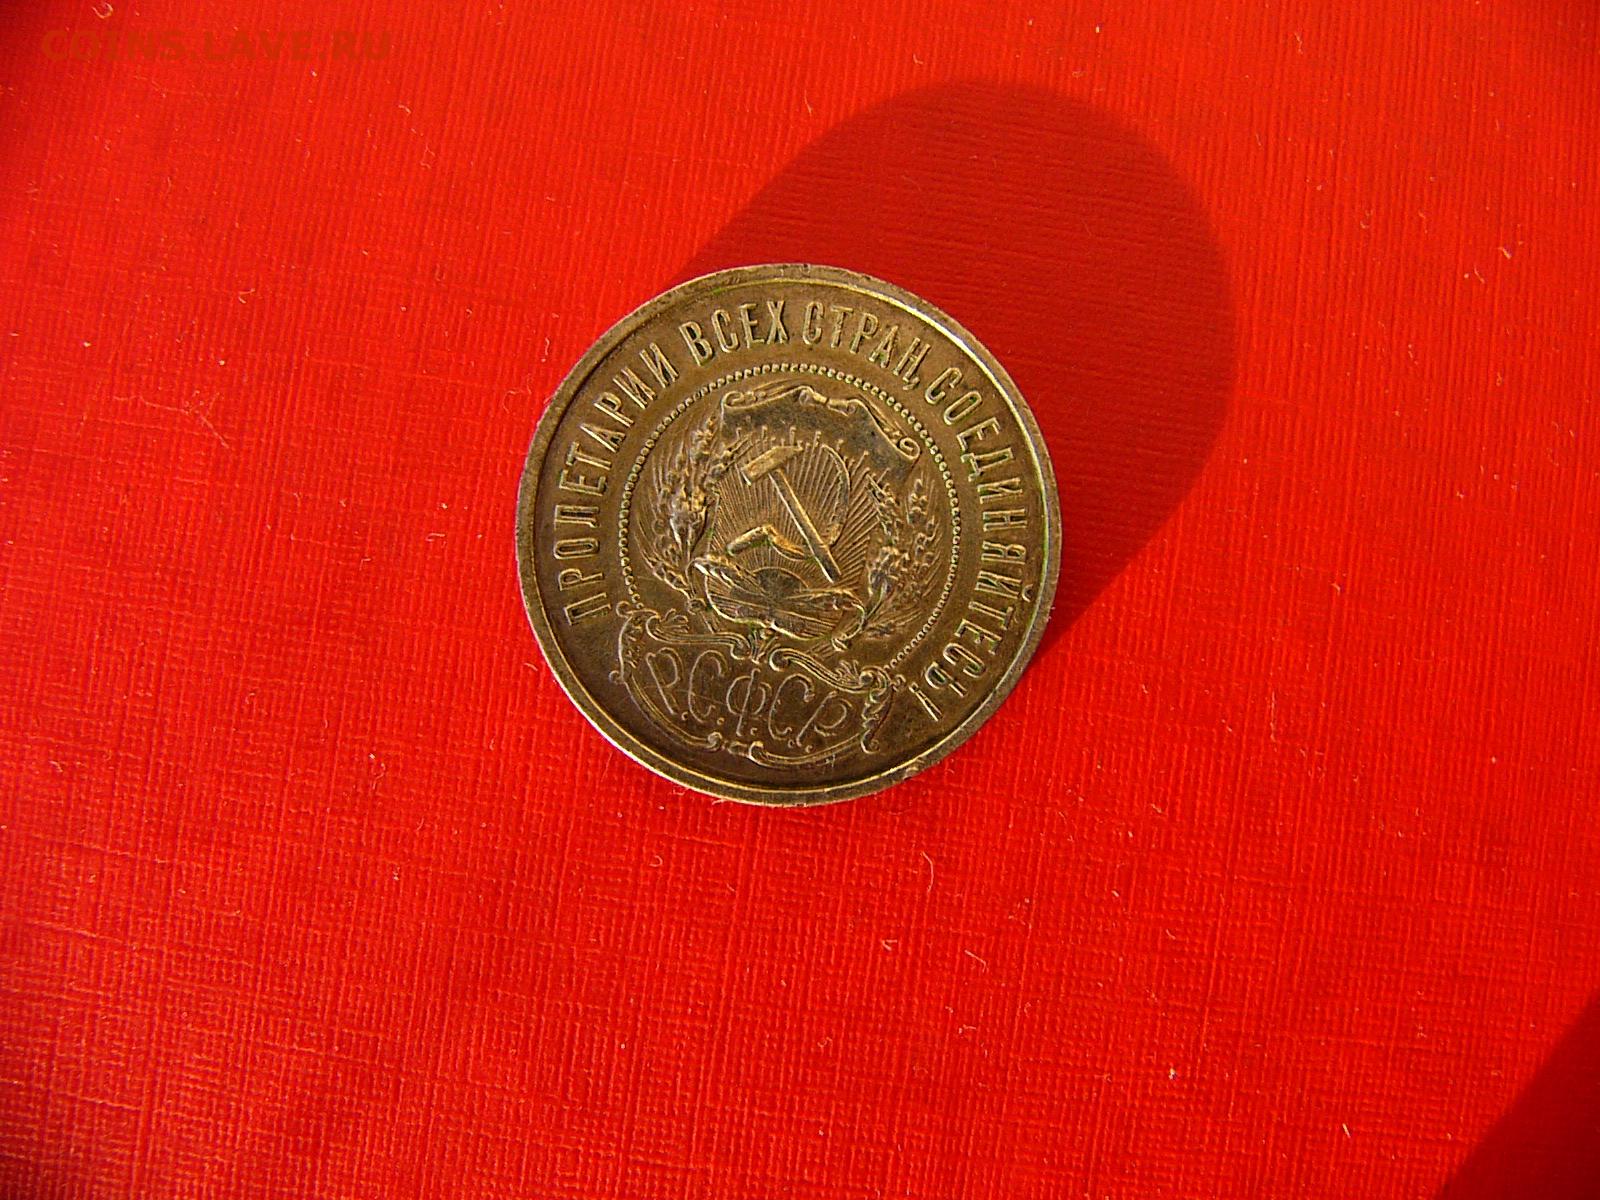 COINS.LAVE.RU
ПРОЛЕТАРИИ ВСЕХ СТРАН, СОЕДИНЯЙТЕСЬ!
Р.С.Ф.С.Р.